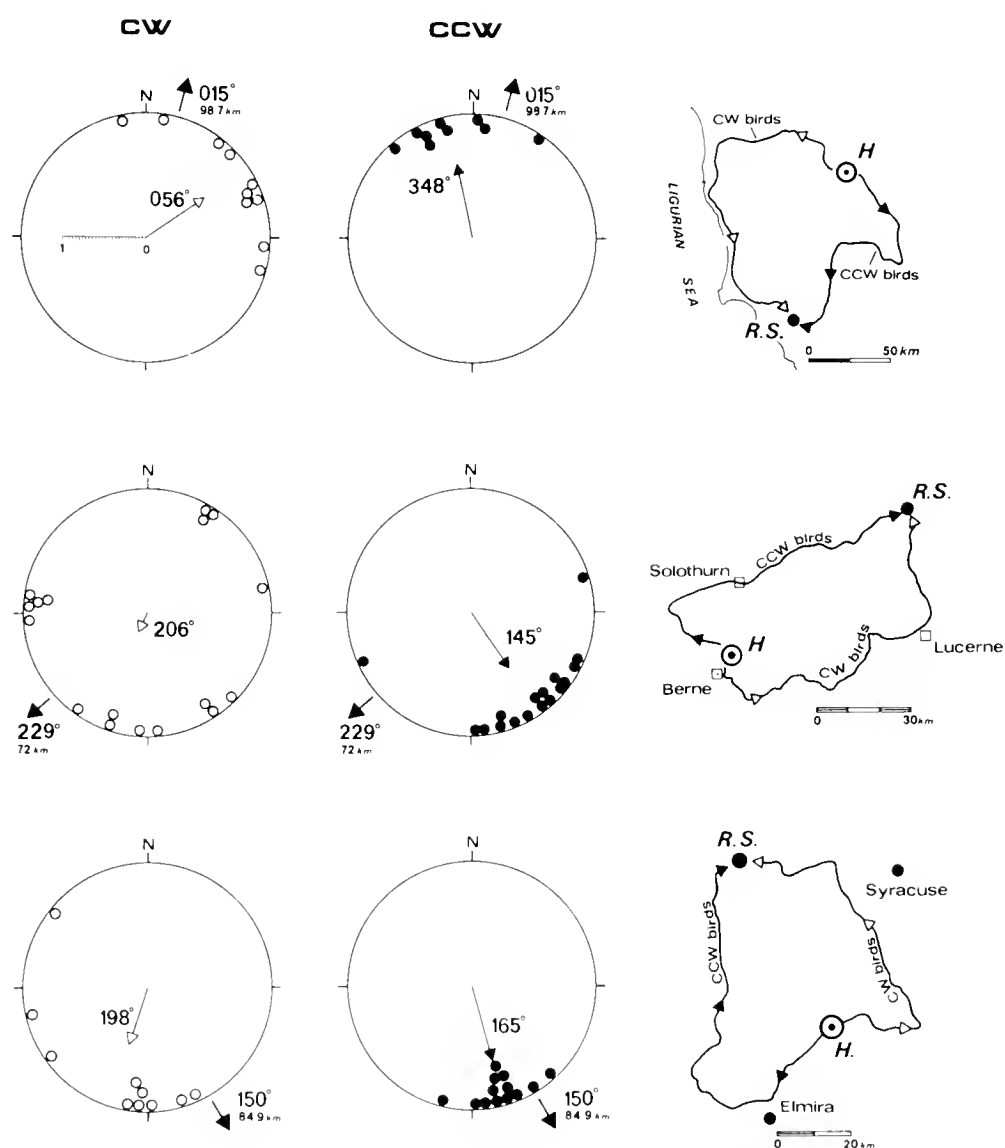 CW
CCW
N
015°
98.7 km
056°
1
0
N
015°
98.7 km
348°
CW birds
H
LIGURIAN
SEA
CCW birds
R.S.
0 50 km
N
206°
229°
72 km
N
145°
229°
72 km
R.S.
CCW birds
Solothurn
H
Berne
CW birds
Lucerne
0 30 km
N
198°
150°
84.9 km
N
165°
150°
84.9 km
R.S.
Syracuse
CCW birds
CW birds
H.
Elmira
0 20 km